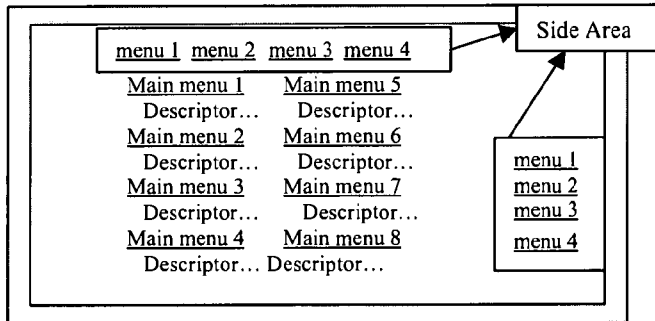 Side Area
menu 1 menu 2 menu 3 menu 4
Main menu 1 Main menu 5
Descriptor... Descriptor...
Main menu 2 Main menu 6
Descriptor... Descriptor...
Main menu 3 Main menu 7
Descriptor... Descriptor...
Main menu 4 Main menu 8
Descriptor... Descriptor...
menu 1
menu 2
menu 3
menu 4